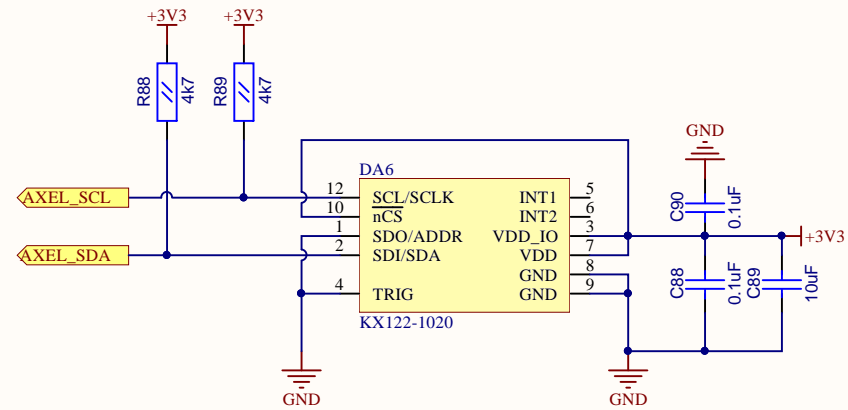 +3V3
+3V3
R88
4k7
R89
4k7
GND
DA6
C90
0.1uF
AXEL_SCL
12
SCL/SCLK
INT1
5
10
nCS
INT2
6
1
SDO/ADDR
VDD_IO
3
+3V3
AXEL_SDA
2
SDI/SDA
VDD
7
GND
8
4
TRIG
GND
9
C88
0.1uF
C89
10uF
KX122-1020
GND
GND